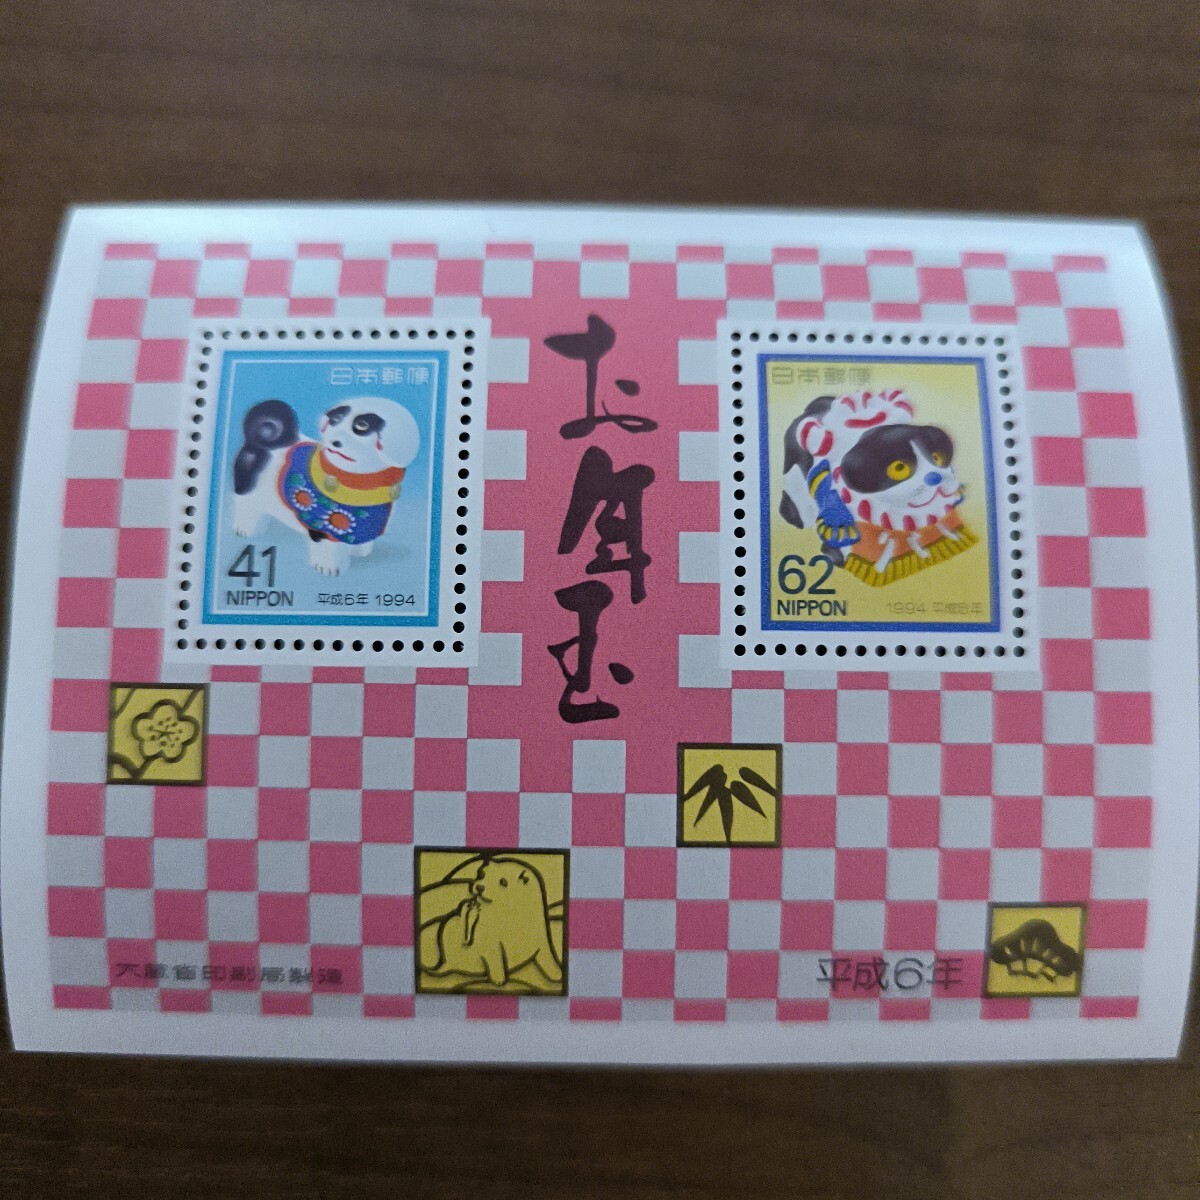 日本郵便
41
NIPPON
平成6年 1994
お年玉
日本郵便
62
NIPPON
1994 平成6年
大蔵省印刷局製造
平成6年